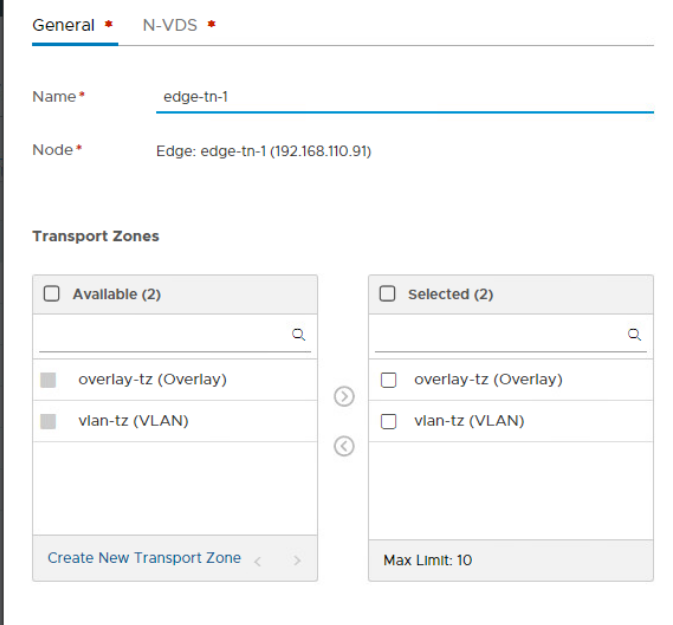 General * N-VDS *
Name* edge-tn-1
Node* Edge: edge-tn-1 (192.168.110.91)
Transport Zones
Available (2)
overlay-tz (Overlay)
vlan-tz (VLAN)
Create New Transport Zone < >
Selected (2)
overlay-tz (Overlay)
vlan-tz (VLAN)
Max Limit: 10